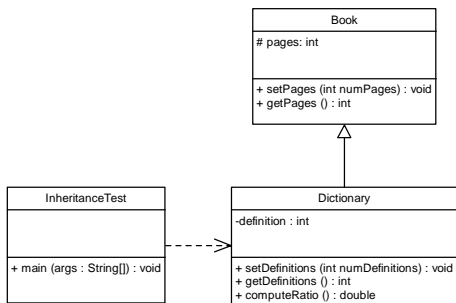 Book
# pages: int
+ setPages (int numPages) : void
+ getPages () : int
InheritanceTest
+ main (args : String[]) : void
Dictionary
-definition : int
+ setDefinitions (int numDefinitions) : void
+ getDefinitions () : int
+ computeRatio () : double